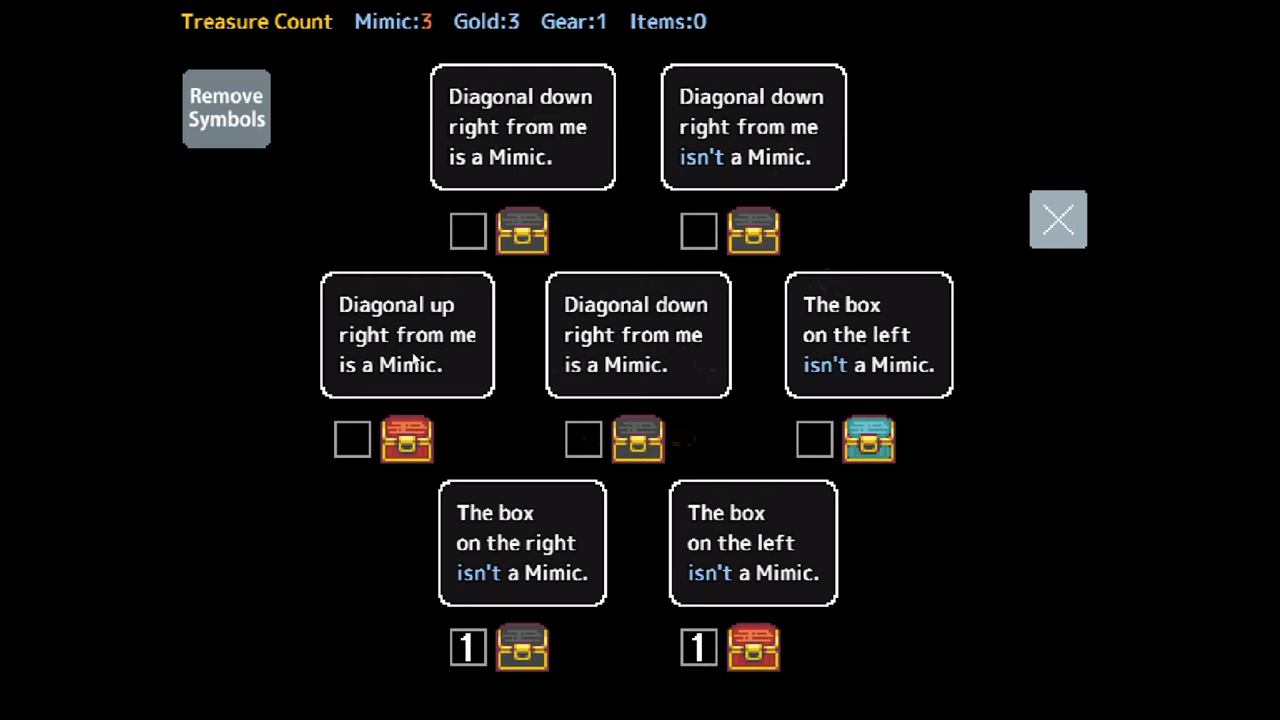 Treasure Count Mimic:3 Gold:3 Gear:1 Items:0
Remove
Symbols
Diagonal down
right from me
is a Mimic.
Diagonal down
right from me
isn't a Mimic.
Diagonal up
right from me
is a Mimic.
Diagonal down
right from me
is a Mimic.
The box
on the left
isn't a Mimic.
The box
on the right
isn't a Mimic.
The box
on the left
isn't a Mimic.
1
1